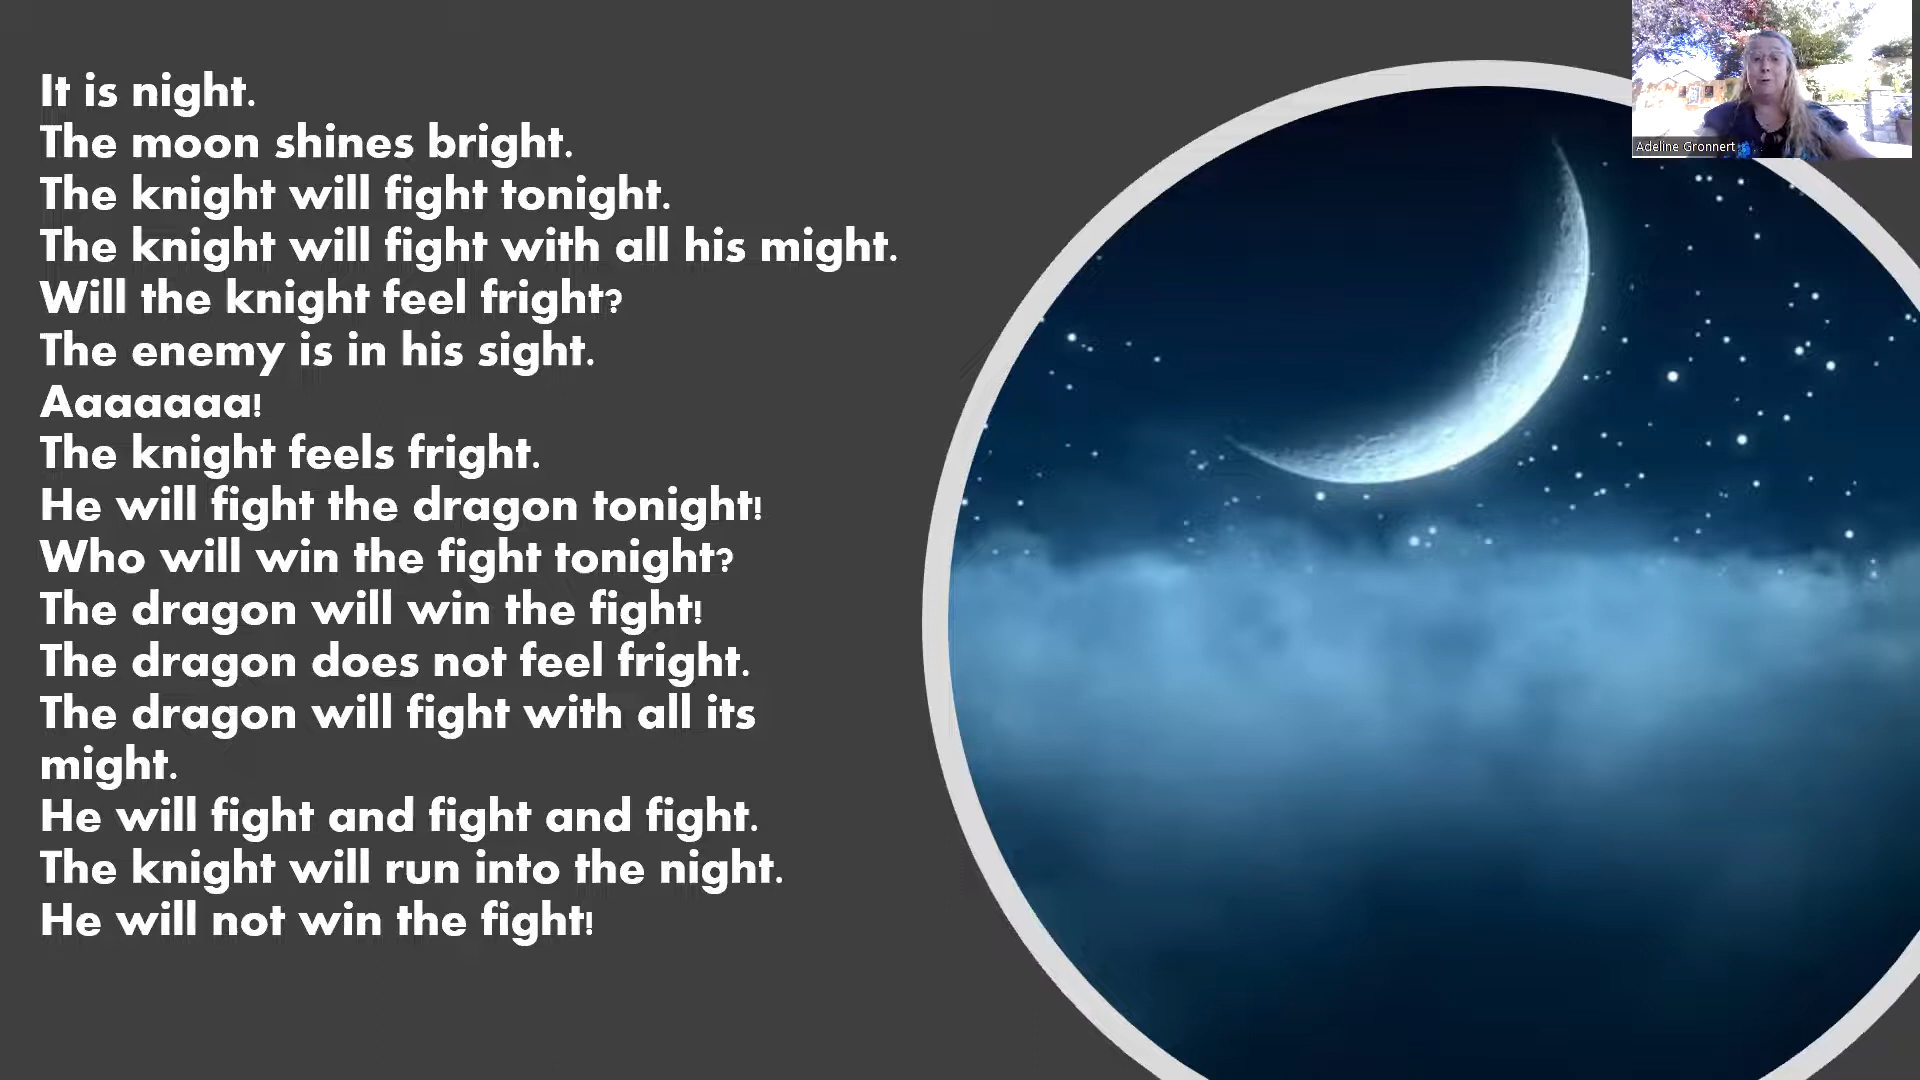 It is night.
The moon shines bright.
The knight will fight tonight.
The knight will fight with all his might.
Will the knight feel fright?
The enemy is in his sight.
Aaaaaaa!
The knight feels fright.
He will fight the dragon tonight!
Who will win the fight tonight?
The dragon will win the fight!
The dragon does not feel fright.
The dragon will fight with all its
might.
He will fight and fight and fight.
The knight will run into the night.
He will not win the fight!
Adeline Gronnert